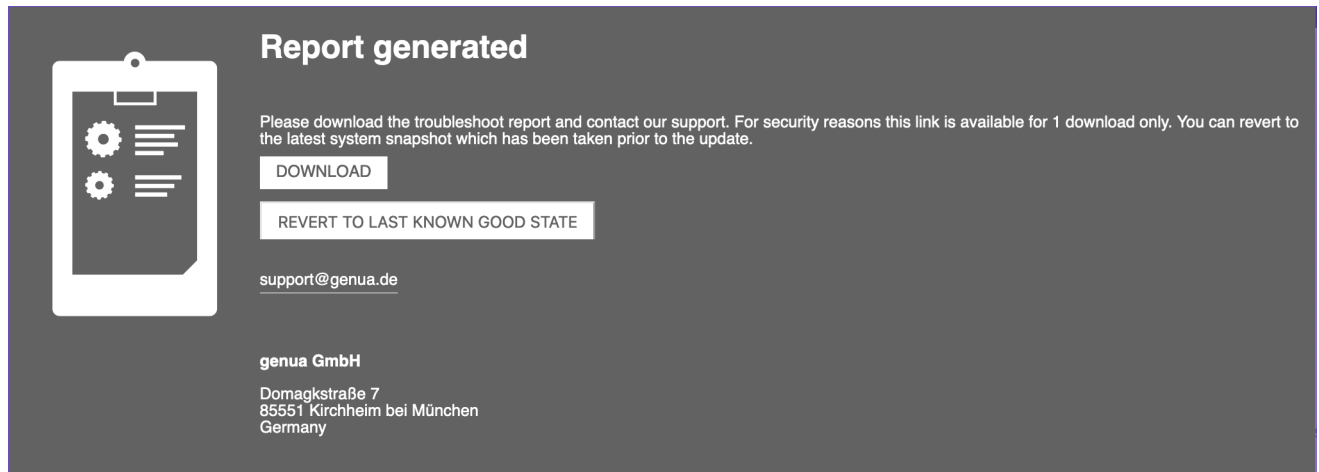 Report generated
Please download the troubleshoot report and contact our support. For security reasons this link is available for 1 download only. You can revert to
the latest system snapshot which has been taken prior to the update.
DOWNLOAD
REVERT TO LAST KNOWN GOOD STATE
support@genua.de
genua GmbH
Domagkstraße 7
85551 Kirchheim bei München
Germany